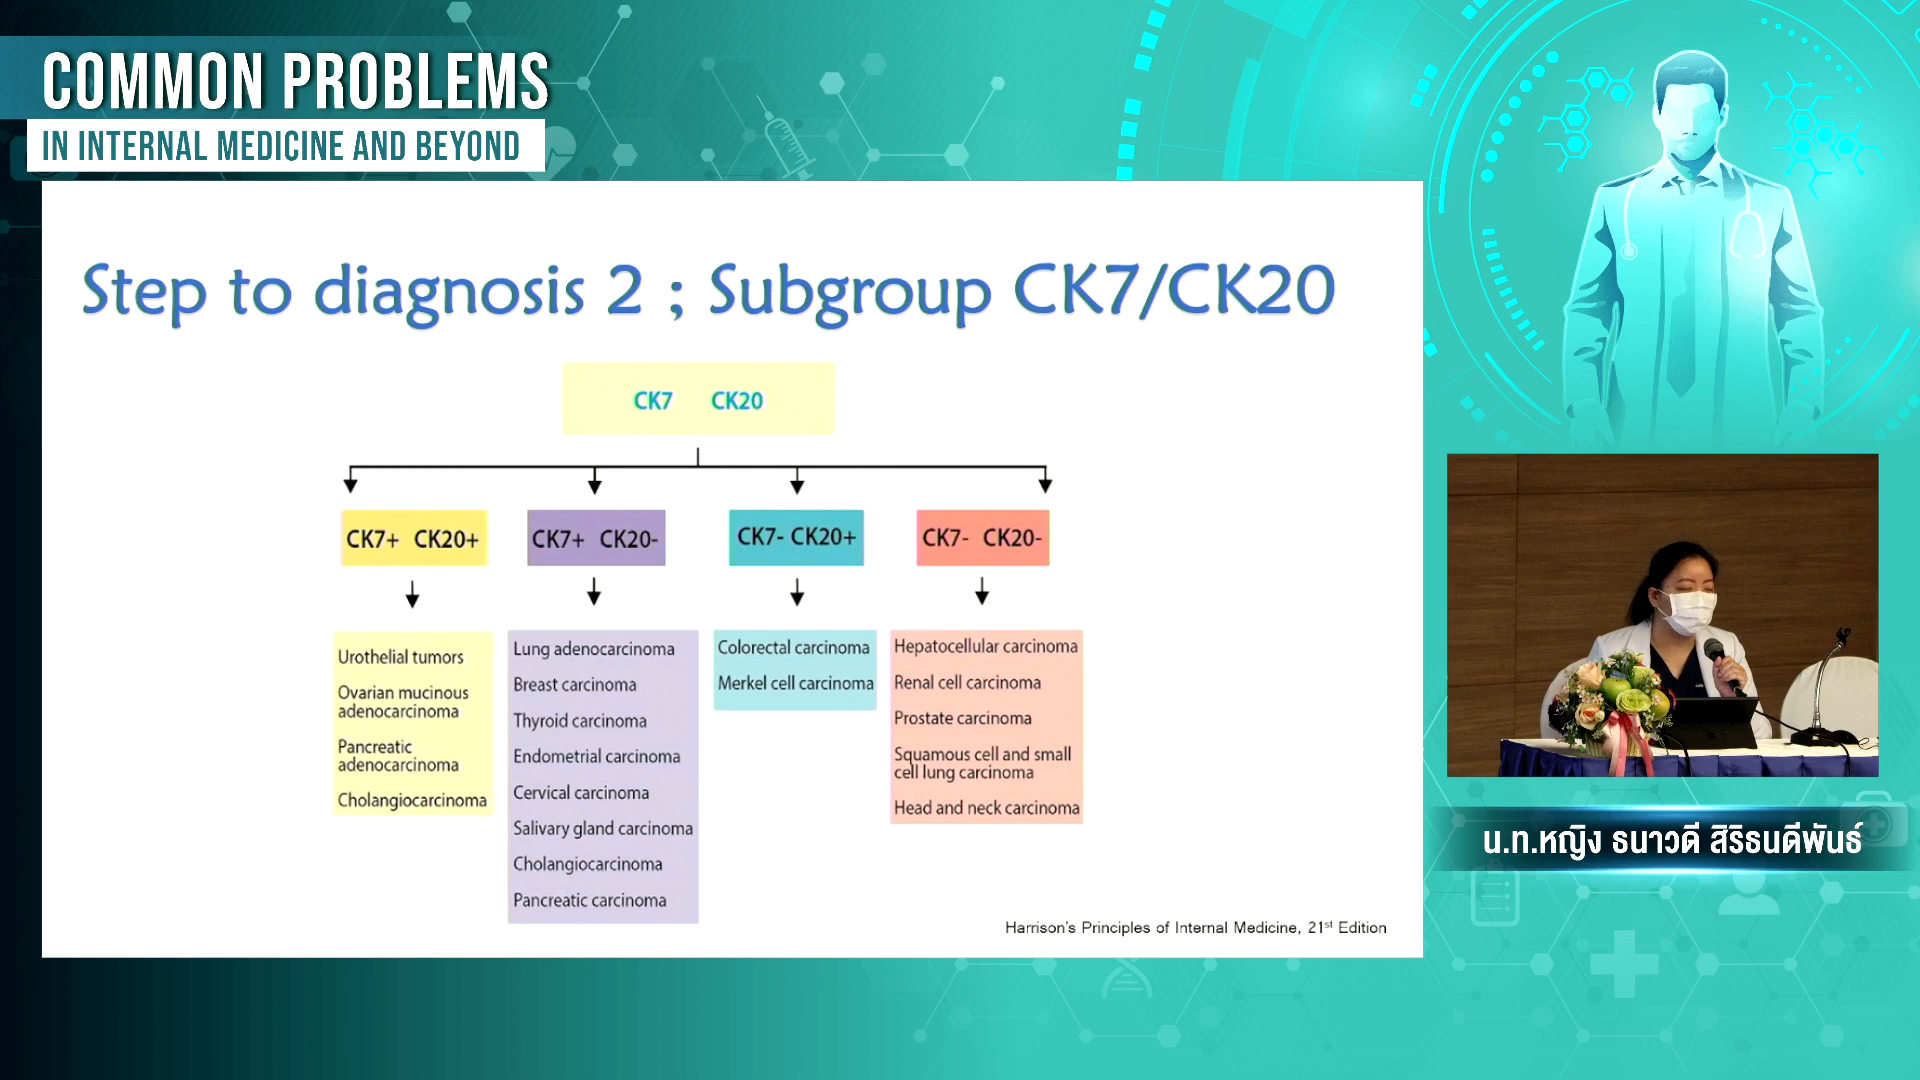 COMMON PROBLEMS
IN INTERNAL MEDICINE AND BEYOND
Step to diagnosis 2 ; Subgroup CK7/CK20
CK7 CK20
CK7+ CK20+
CK7+ CK20-
CK7- CK20+
CK7- CK20-
Urothelial tumors
Ovarian mucinous
adenocarcinoma
Pancreatic
adenocarcinoma
Cholangiocarcinoma
Lung adenocarcinoma
Breast carcinoma
Thyroid carcinoma
Endometrial carcinoma
Cervical carcinoma
Salivary gland carcinoma
Cholangiocarcinoma
Pancreatic carcinoma
Colorectal carcinoma
Merkel cell carcinoma
Hepatocellular carcinoma
Renal cell carcinoma
Prostate carcinoma
Squamous cell and small
cell lung carcinoma
Head and neck carcinoma
Harrison's Principles of Internal Medicine, 21st Edition
น.ท.หญิง ธนาวดี สิริธนดีพันธ์